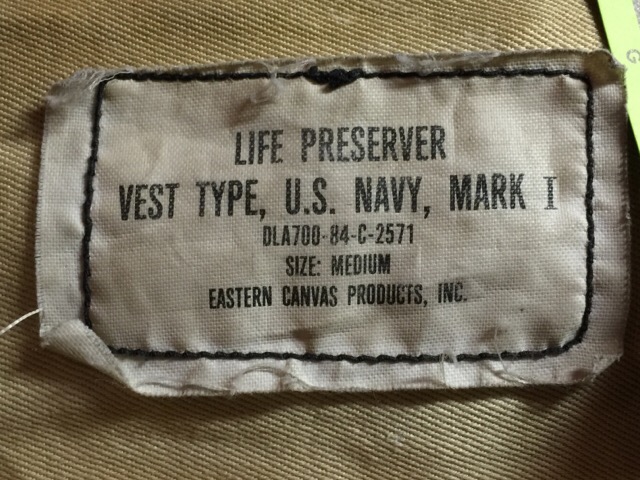 LIFE PRESERVER
VEST TYPE, U.S. NAVY, MARK I
DLA700-84-C-2571
SIZE: MEDIUM
EASTERN CANVAS PRODUCTS, INC.